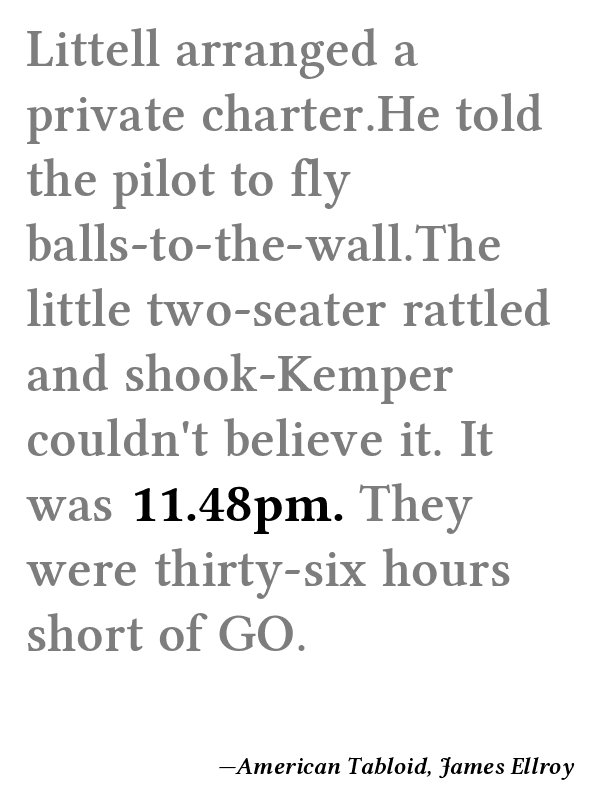 Littell arranged a
private charter.He told
the pilot to fly
balls-to-the-wall.The
little two-seater rattled
and shook-Kemper
couldn't believe it. It
was 11.48pm. They
were thirty-six hours
short of GO.
—American Tabloid, James Ellroy